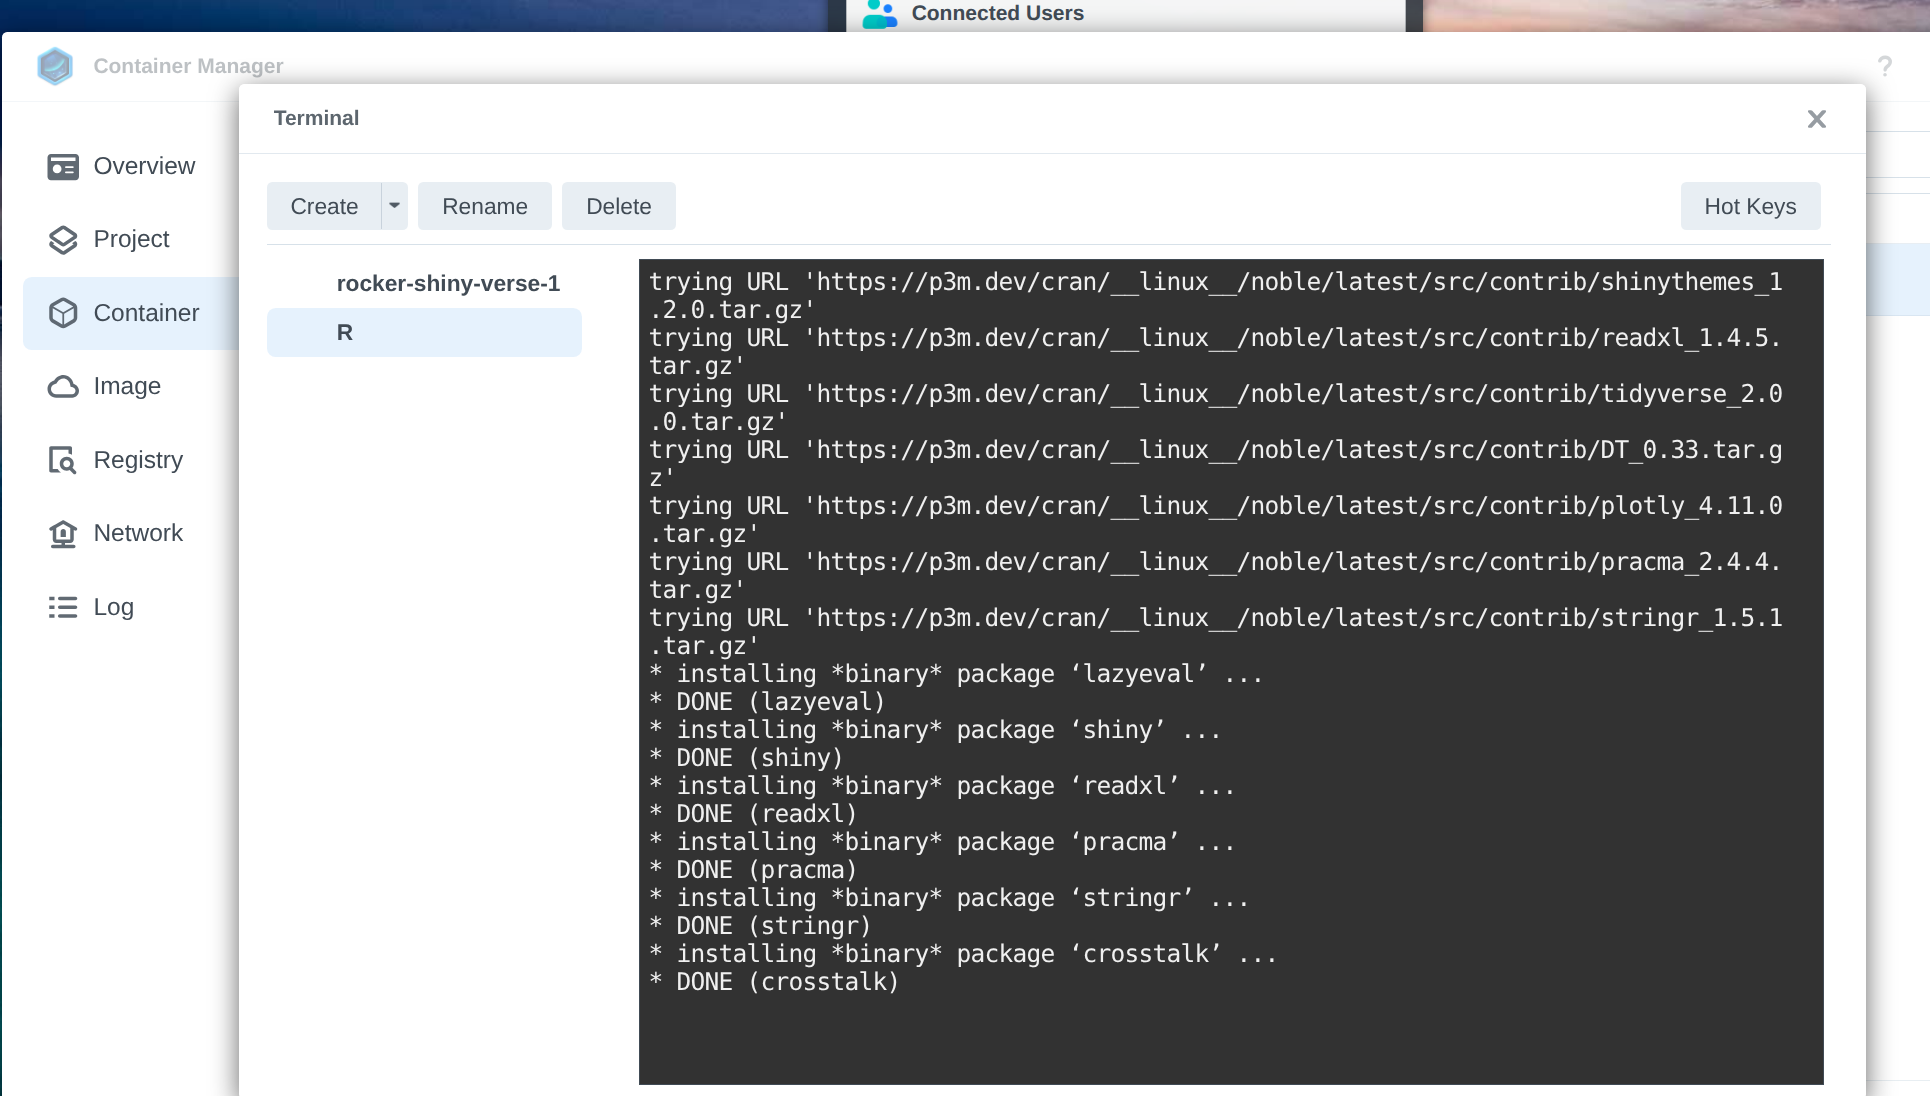 Connected Users
Container Manager
?
Terminal
Overview
Project
Container
Image
Registry
Network
Log
Create
Rename
Delete
Hot Keys
rocker-shiny-verse-1
R
trying URL 'https://p3m.dev/cran/__linux__/noble/latest/src/contrib/shinythemes_1
.2.0.tar.gz'
trying URL 'https://p3m.dev/cran/__linux__/noble/latest/src/contrib/readxl_1.4.5.
tar.gz'
trying URL 'https://p3m.dev/cran/__linux__/noble/latest/src/contrib/tidyverse_2.0
.0.tar.gz'
trying URL 'https://p3m.dev/cran/__linux__/noble/latest/src/contrib/DT_0.33.tar.g
z'
trying URL 'https://p3m.dev/cran/__linux__/noble/latest/src/contrib/plotly_4.11.0
.tar.gz'
trying URL 'https://p3m.dev/cran/__linux__/noble/latest/src/contrib/pracma_2.4.4.
tar.gz'
trying URL 'https://p3m.dev/cran/__linux__/noble/latest/src/contrib/stringr_1.5.1
.tar.gz'
* installing *binary* package ‘lazyeval’ ...
* DONE (lazyeval)
* installing *binary* package ‘shiny’ ...
* DONE (shiny)
* installing *binary* package ‘readxl’ ...
* DONE (readxl)
* installing *binary* package ‘pracma’ ...
* DONE (pracma)
* installing *binary* package ‘stringr’ ...
* DONE (stringr)
* installing *binary* package ‘crosstalk’ ...
* DONE (crosstalk)